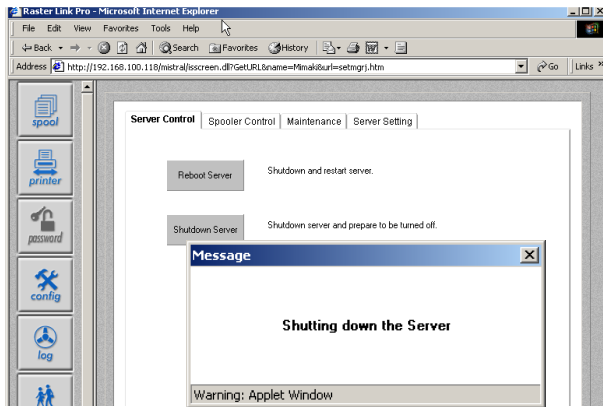 Raster Link Pro - Microsoft Internet Explorer
File Edit View Favorites Tools Help
Back Search Favorites History
Address http://192.168.100.118/mistral/isscreen.dll?GetURL&name=Mimaki&url=setmgrj.htm Go Links »
spool
printer
password
config
log
Server Control Spooler Control Maintenance Server Setting
Reboot Server Shutdown and restart server.
Shutdown Server Shutdown server and prepare to be turned off.
Message
Shutting down the Server
Warning: Applet Window